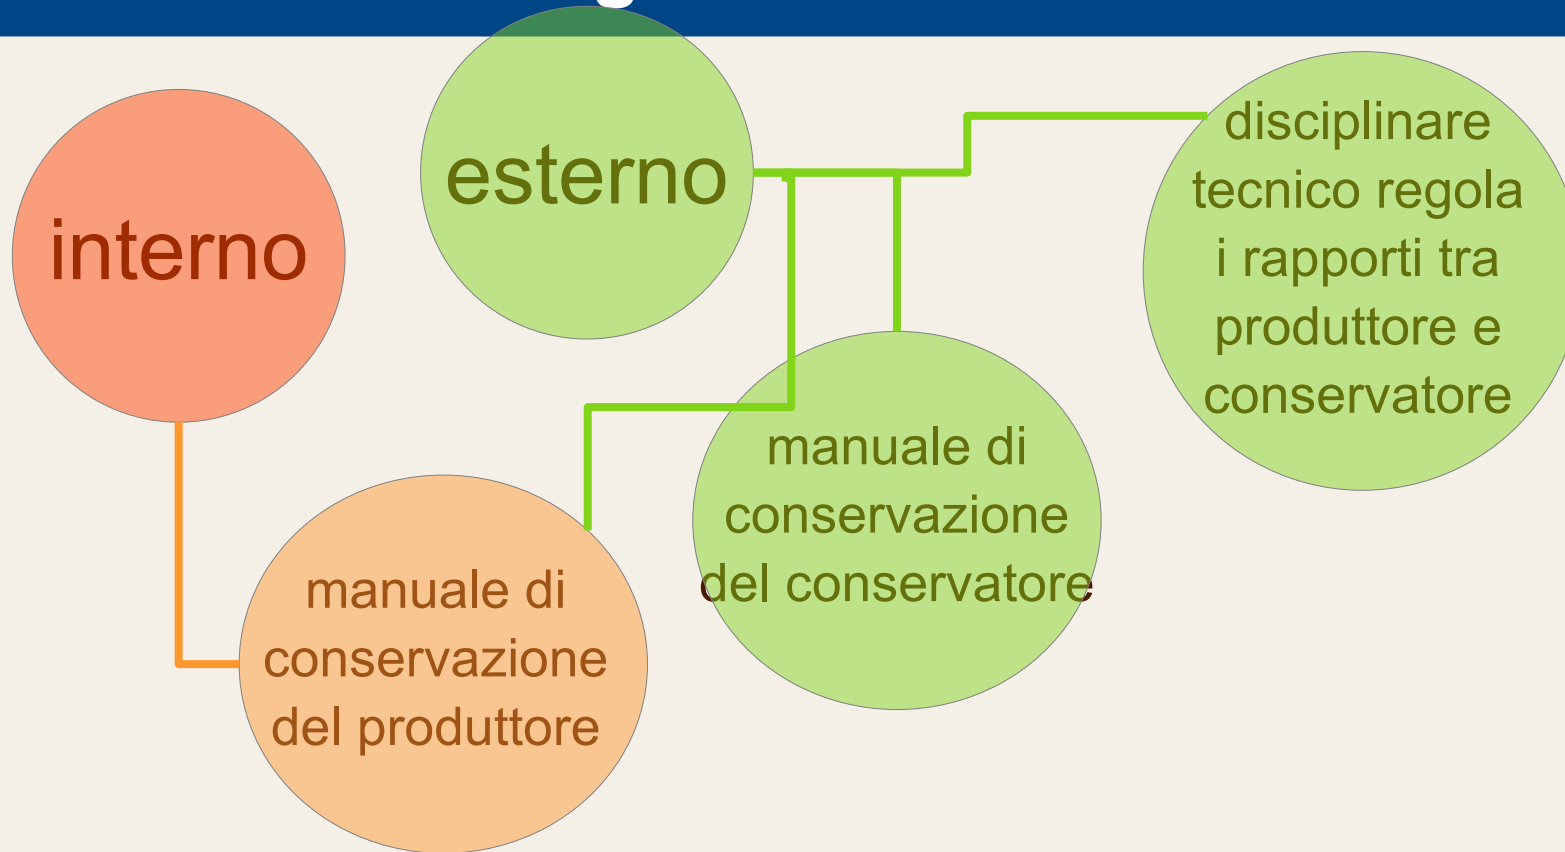 interno
esterno
disciplinare
tecnico regola
i rapporti tra
produttore e
conservatore
manuale di
conservazione
del conservatore
manuale di
conservazione
del produttore